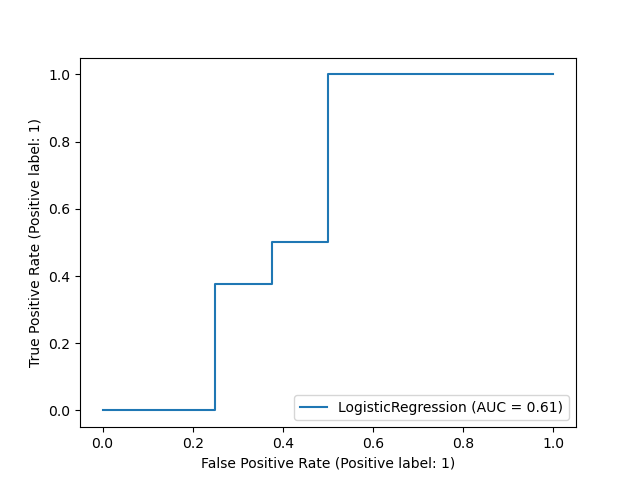 1.0
0.8
0.6
0.4
0.2
0.0
True Positive Rate (Positive label: 1)
LogisticRegression (AUC = 0.61)
0.0 0.2 0.4 0.6 0.8 1.0
False Positive Rate (Positive label: 1)